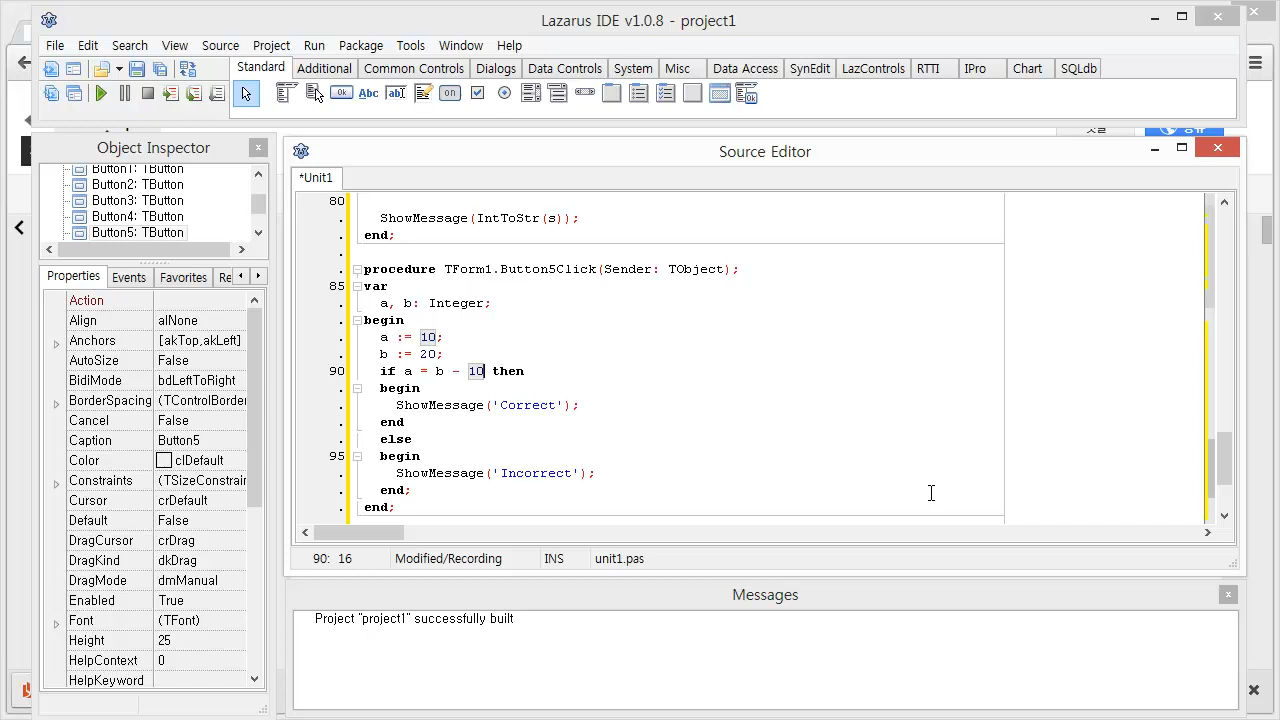 Lazarus IDE v1.0.8 - project1
File Edit Search View Source Project Run Package Tools Window Help
Standard Additional Common Controls Dialogs Data Controls System Misc Data Access SynEdit LazControls RTTI IPro Chart SQLdb
Ok Abc ab on Ok
Object Inspector
Button1: TButton
Button2: TButton
Button3: TButton
Button4: TButton
Button5: TButton
Properties Events Favorites Re
Action
Align alNone
Anchors [akTop,akLeft]
AutoSize False
BidiMode bdLeftToRight
BorderSpacing (TControlBorder
Cancel False
Caption Button5
Color clDefault
Constraints (TSizeConstrain
Cursor crDefault
Default False
DragCursor crDrag
DragKind dkDrag
DragMode dmManual
Enabled True
Font (TFont)
Height 25
HelpContext 0
HelpKeyword
Source Editor
*Unit1
80
. ShowMessage(IntToStr(s));
. end;
.
. procedure TForm1.Button5Click(Sender: TObject);
85 var
. a, b: Integer;
. begin
. a := 10;
. b := 20;
90 if a = b - 10 then
. begin
. ShowMessage('Correct');
. end
. else
95 begin
. ShowMessage('Incorrect');
. end;
. end;
90: 16 Modified/Recording INS unit1.pas
Messages
Project "project1" successfully built